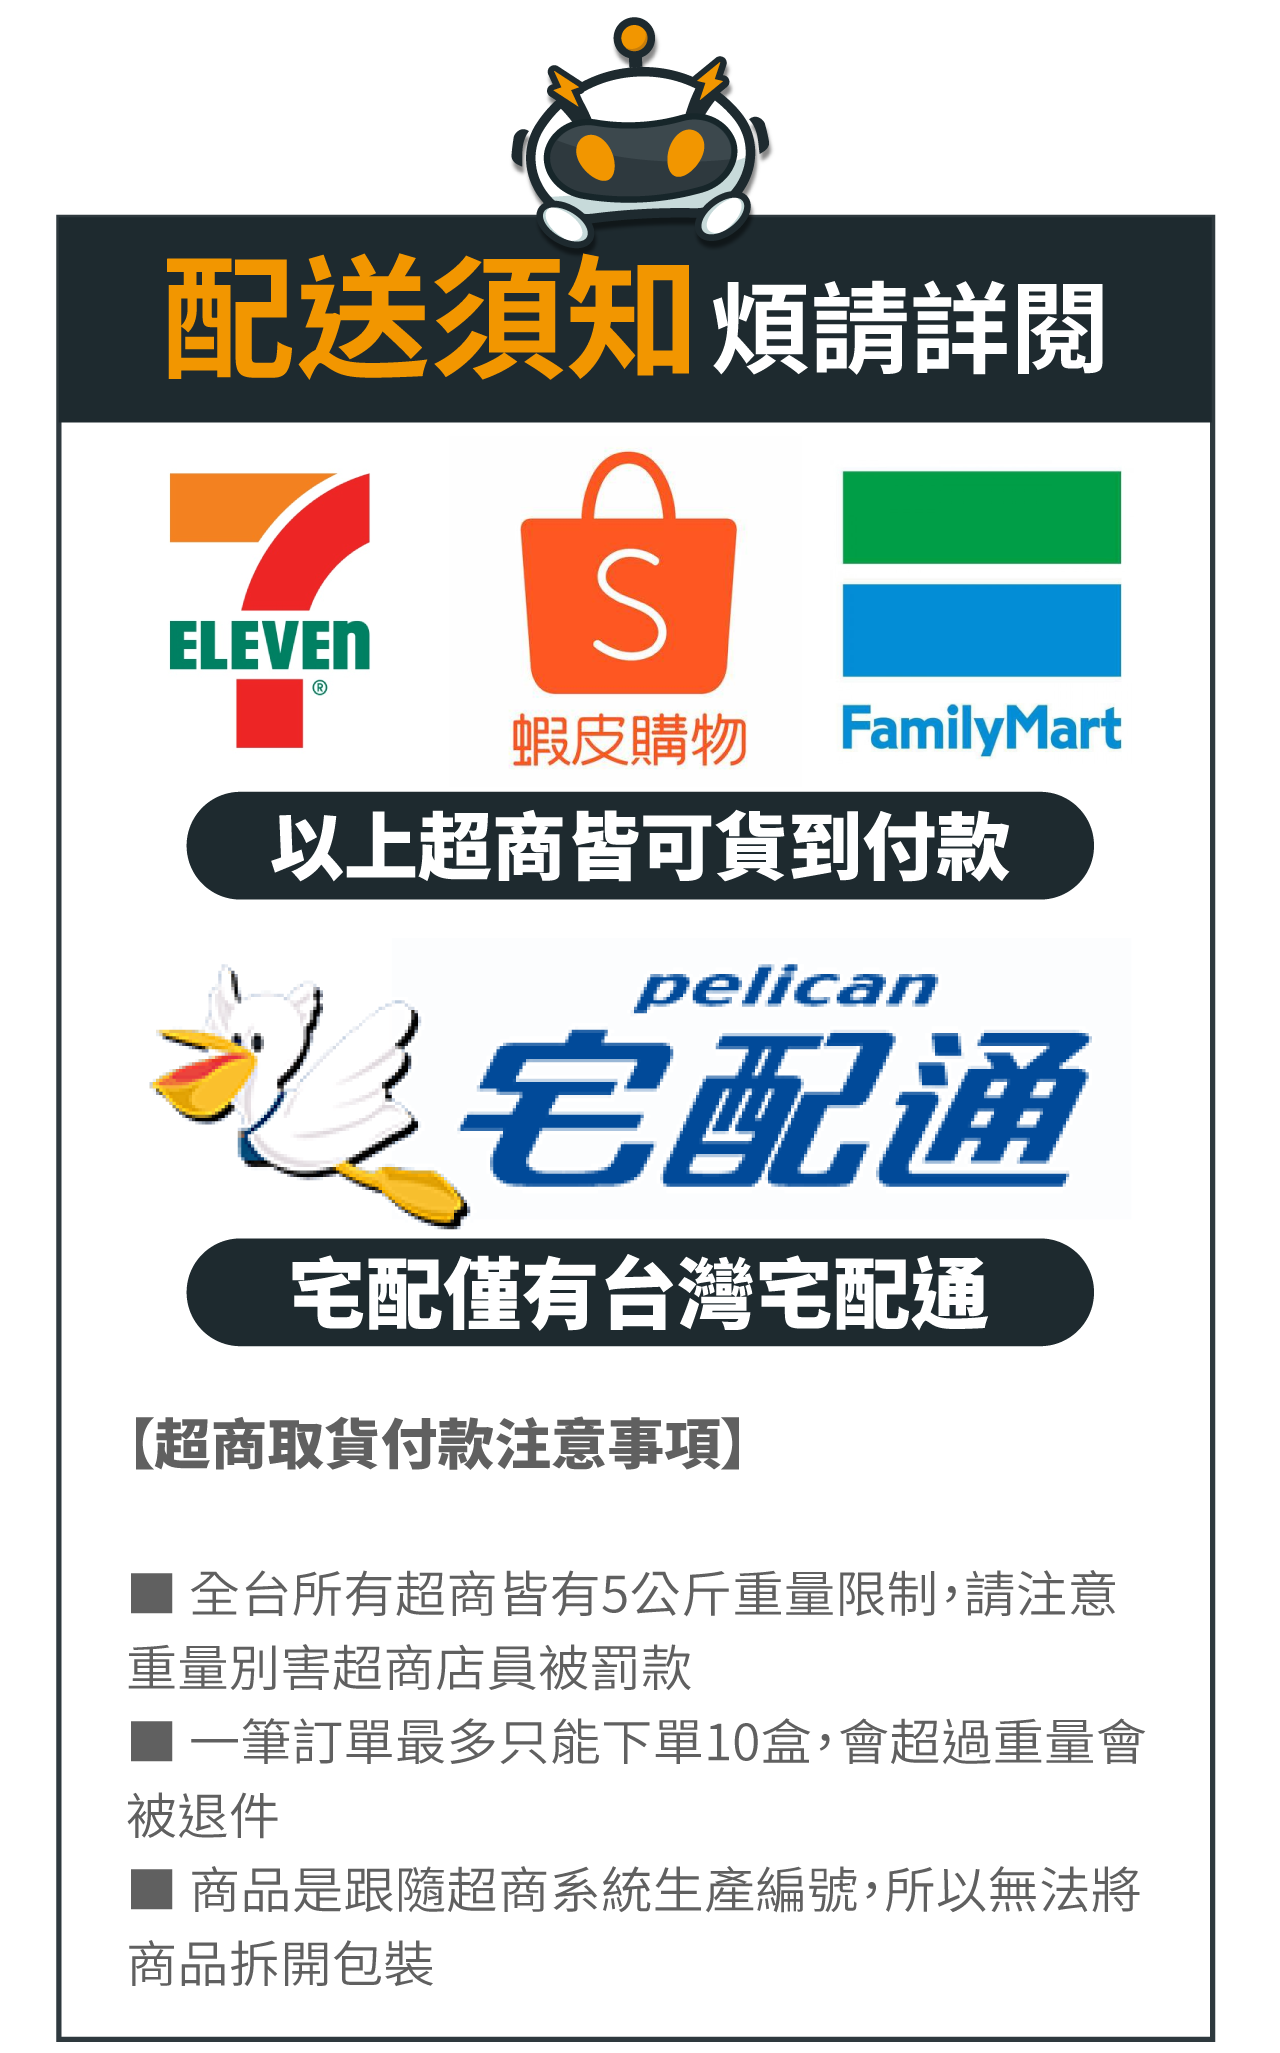 配送須知 煩請詳閱
ELEVEn
®
S
蝦皮購物
FamilyMart
以上超商皆可貨到付款
pelican
宅配通
宅配僅有台灣宅配通
【超商取貨付款注意事項】
■ 全台所有超商皆有5公斤重量限制，請注意
重量別害超商店員被罰款
■ 一筆訂單最多只能下單10盒，會超過重量會
被退件
■ 商品是跟隨超商系統生產編號，所以無法將
商品拆開包裝